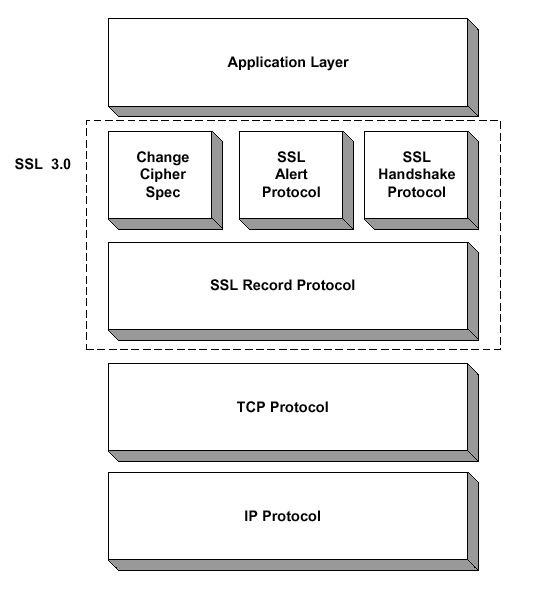 Application Layer
SSL 3.0
Change
Cipher
Spec
SSL
Alert
Protocol
SSL
Handshake
Protocol
SSL Record Protocol
TCP Protocol
IP Protocol